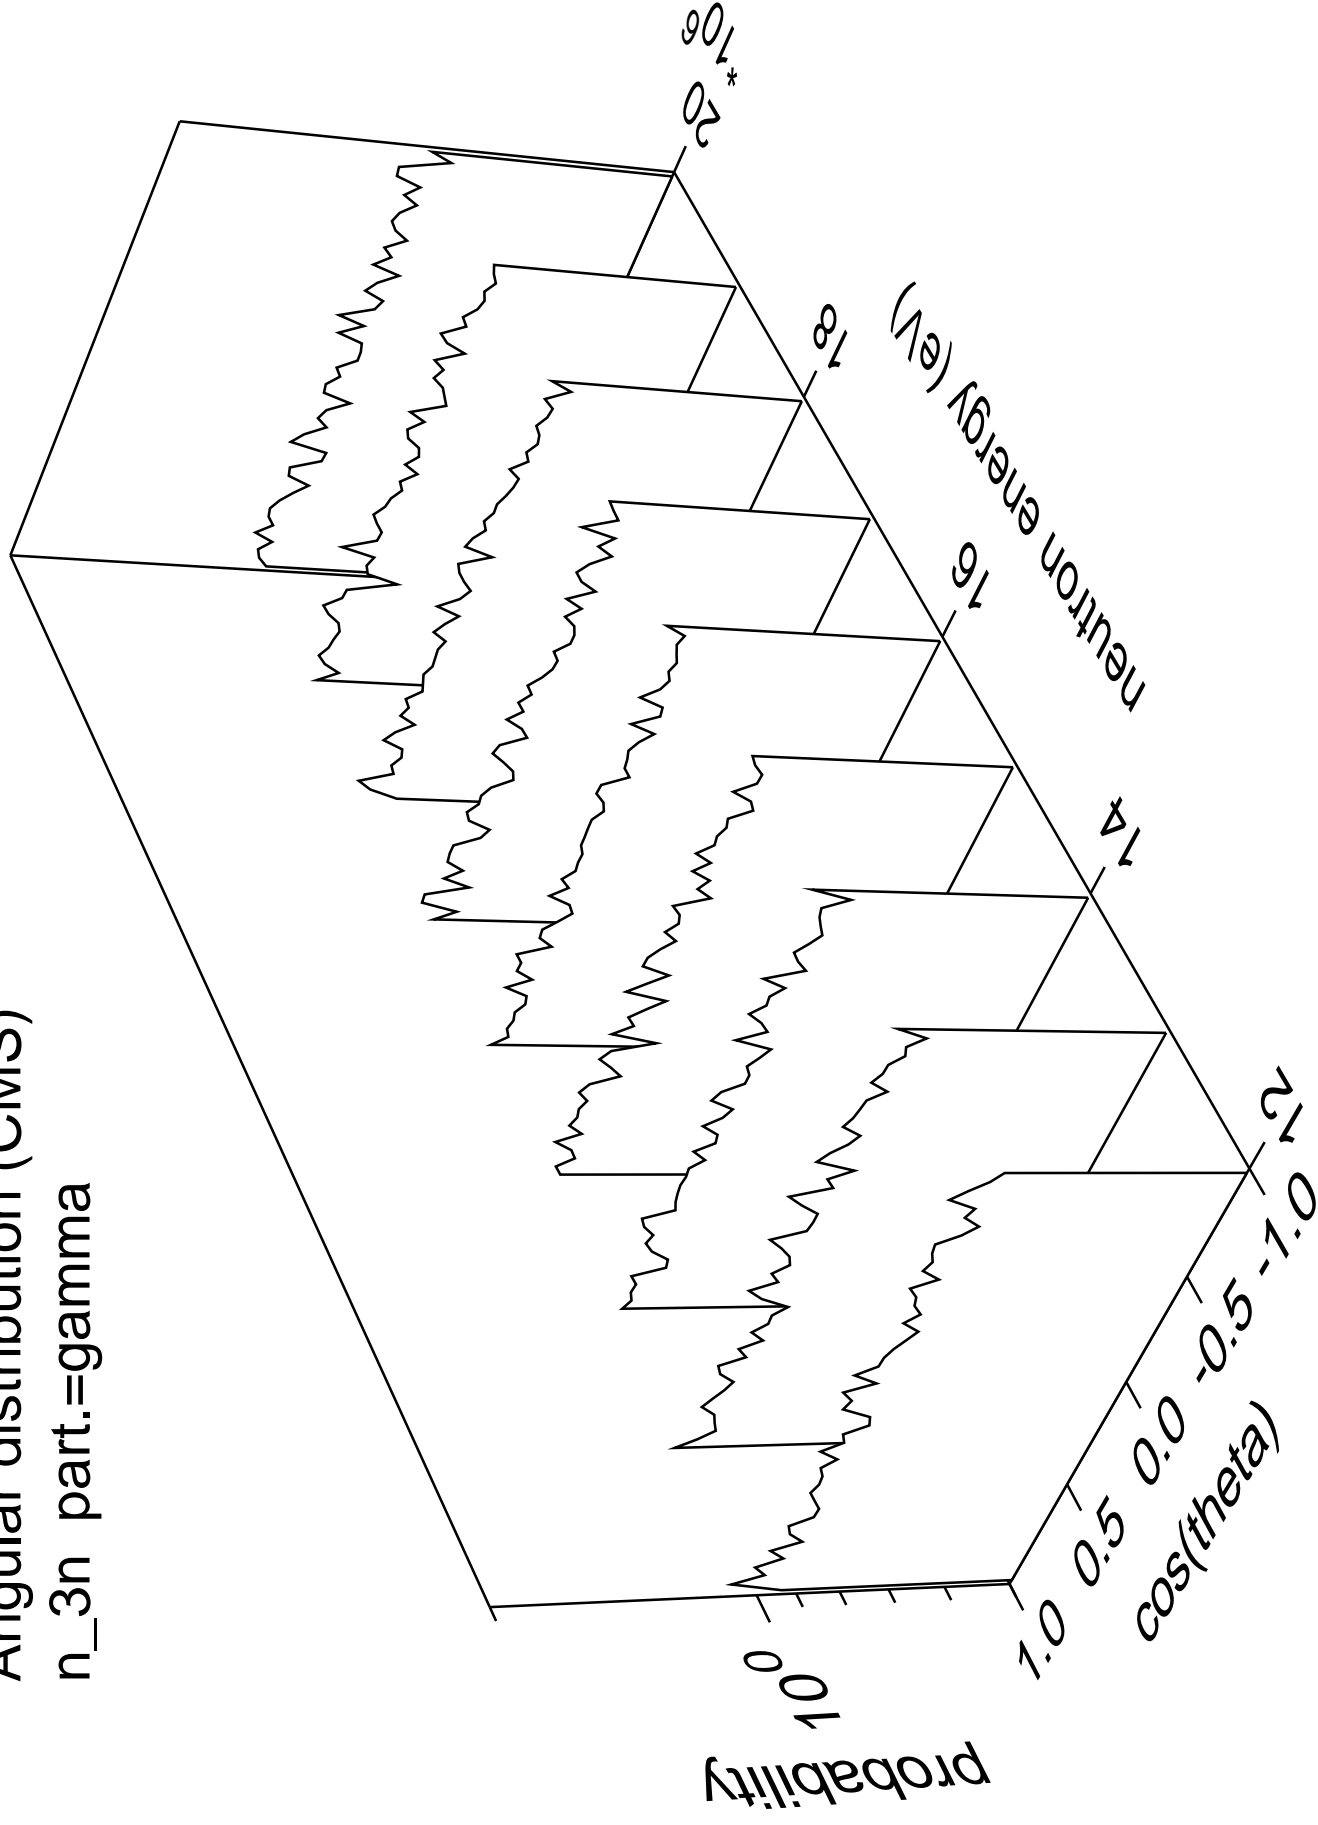 Angular distribution (CMS)
n_3n part.=gamma
probability
10^0
cos(theta)
1.0 0.5 0.0 -0.5 -1.0
neutron energy (eV)
12 14 16 18 20
*10^6